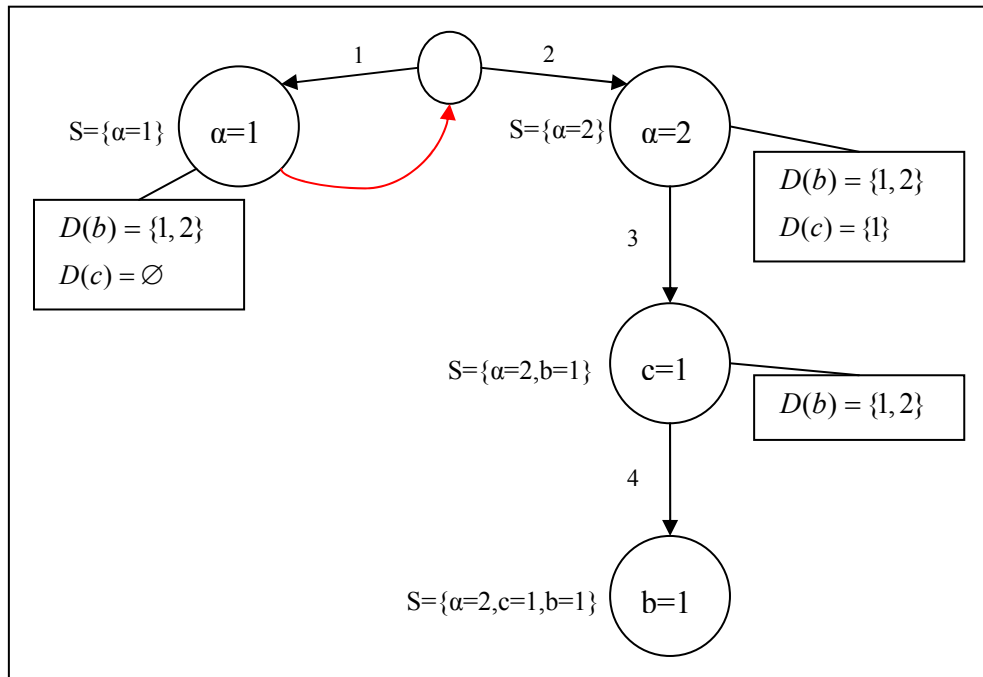 1
2
S={α=1}
α=1
S={α=2}
α=2
D(b) = {1, 2}
D(c) = ∅
D(b) = {1, 2}
D(c) = {1}
3
S={α=2,b=1}
c=1
D(b) = {1, 2}
4
S={α=2,c=1,b=1}
b=1